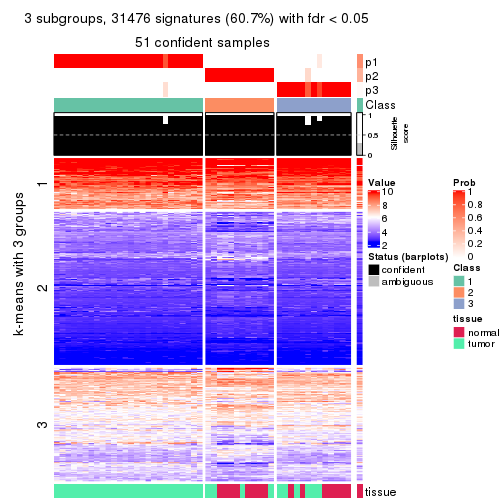 3 subgroups, 31476 signatures (60.7%) with fdr < 0.05
51 confident samples
p1
p2
p3
Class
1
0.5
0
Silhouette
score
k-means with 3 groups
1
2
3
tissue
Value
10
8
6
4
2
Status (barplots)
confident
ambiguous
Prob
1
0.8
0.6
0.4
0.2
0
Class
1
2
3
tissue
normal
tumor